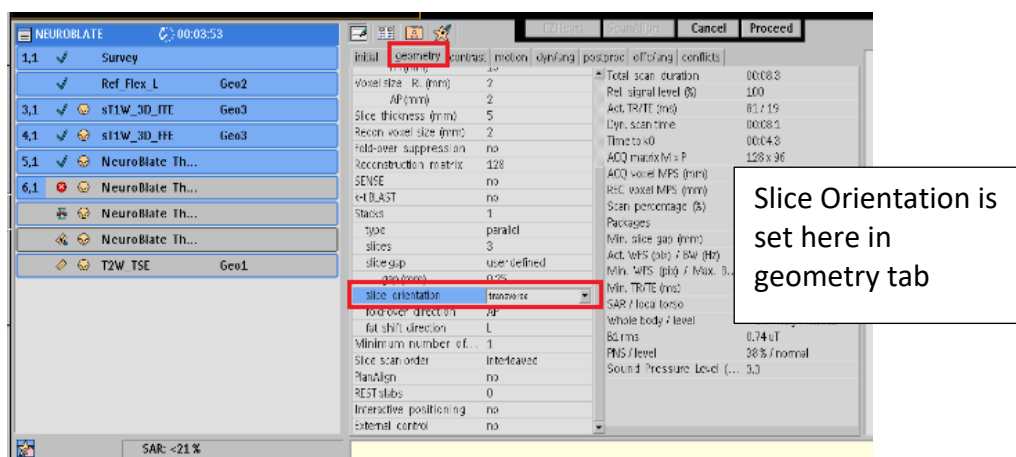 NEUROBLATE 00:03:53
Cancel Proceed
1,1 Survey
Ref_Flex_L Geo2
3,1 sT1W_3D_FFE Geo3
4,1 sT1W_3D_FFE Geo3
5,1 NeuroBlate Th...
6,1 NeuroBlate Th...
NeuroBlate Th...
NeuroBlate Th...
T2W_TSE Geo1
SAR: <21 %
initial geometry contrast motion dyn/ang postproc offc/ang conflicts
Voxel size RL (mm) 2
AP (mm) 2
Slice thickness (mm) 5
Recon voxel size (mm) 2
Fold-over suppression no
Reconstruction matrix 128
SENSE no
k-t BLAST no
Stacks 1
type parallel
slices 3
slice gap user defined
gap (mm) 0.25
slice orientation transverse
fold-over direction AP
fat shift direction L
Minimum number of... 1
Slice scan order interleaved
PlanAlign no
REST slabs 0
Interactive positioning no
External control no
Total scan duration 00:08.3
Rel. signal level (%) 100
Act. TR/TE (ms) 81 / 19
Dyn. scan time 00:08.1
Time to k0 00:04.3
ACQ matrix M x P 128 x 96
ACQ voxel MPS (mm)
REC voxel MPS (mm)
Scan percentage (%)
Packages
Min. slice gap (mm)
Act. WFS (pix) / BW (Hz)
Min. WFS (pix) / Max. B...
Min. TR/TE (ms)
SAR / local torso
Whole body / level
B1 rms 0.74 uT
PNS / level 38 % / normal
Sound Pressure Level (... 3.3
Slice Orientation is
set here in
geometry tab